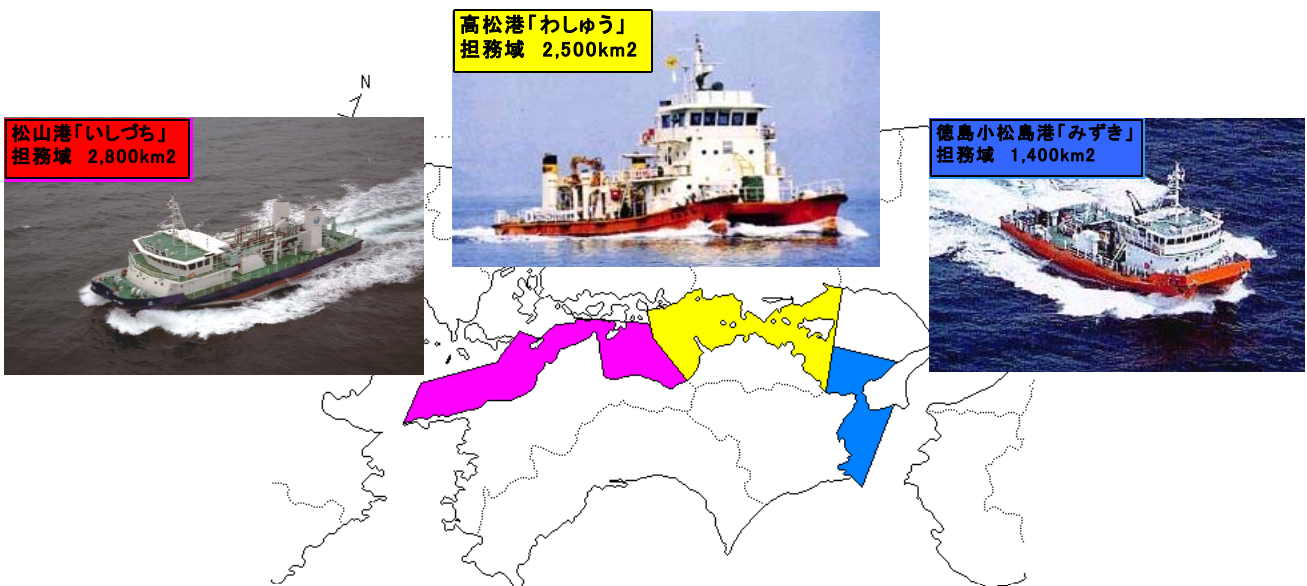 高松港「わしゅう」
担務域 2,500km2
N
松山港「いしづち」
担務域 2,800km2
徳島小松島港「みずき」
担務域 1,400km2